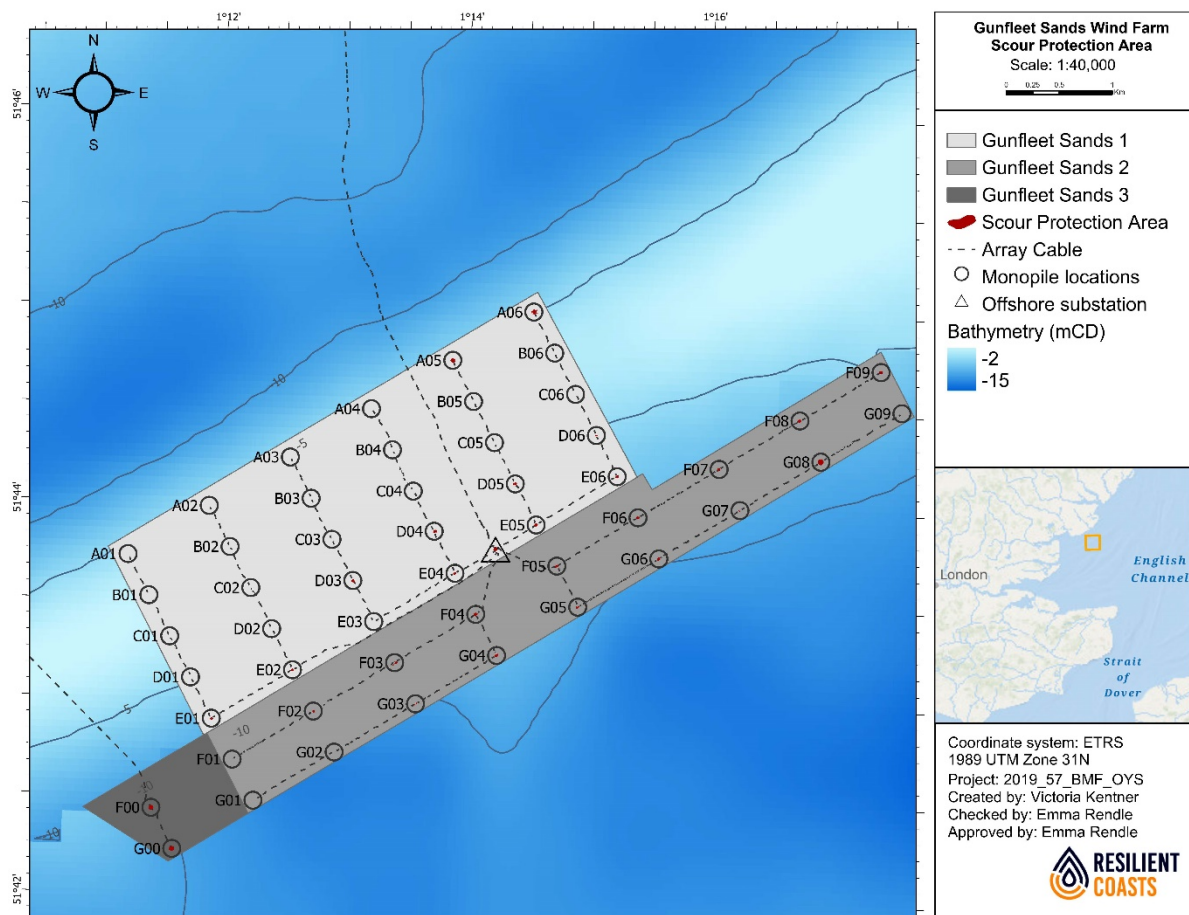 1°12'
1°14'
1°16'
51°46'
51°44'
51°42'
N
W
E
S
-10
-10
-5
-5
-10
-10
-10
A06
B06
A05
C06
F09
B05
A04
G09
D06
F08
C05
B04
A03
G08
E06
F07
D05
C04
B03
A02
G07
F06
E05
D04
C03
B02
A01
G06
F05
E04
D03
C02
B01
G05
F04
E03
D02
C01
G04
F03
E02
D01
G03
F02
E01
G02
F01
G01
F00
G00
Gunfleet Sands Wind Farm
Scour Protection Area
Scale: 1:40,000
0 0.25 0.5 1
Km
Gunfleet Sands 1
Gunfleet Sands 2
Gunfleet Sands 3
Scour Protection Area
Array Cable
Monopile locations
Offshore substation
Bathymetry (mCD)
-2
-15
London
English
Channel
Strait
of
Dover
Coordinate system: ETRS
1989 UTM Zone 31N
Project: 2019_57_BMF_OYS
Created by: Victoria Kentner
Checked by: Emma Rendle
Approved by: Emma Rendle
RESILIENT
COASTS